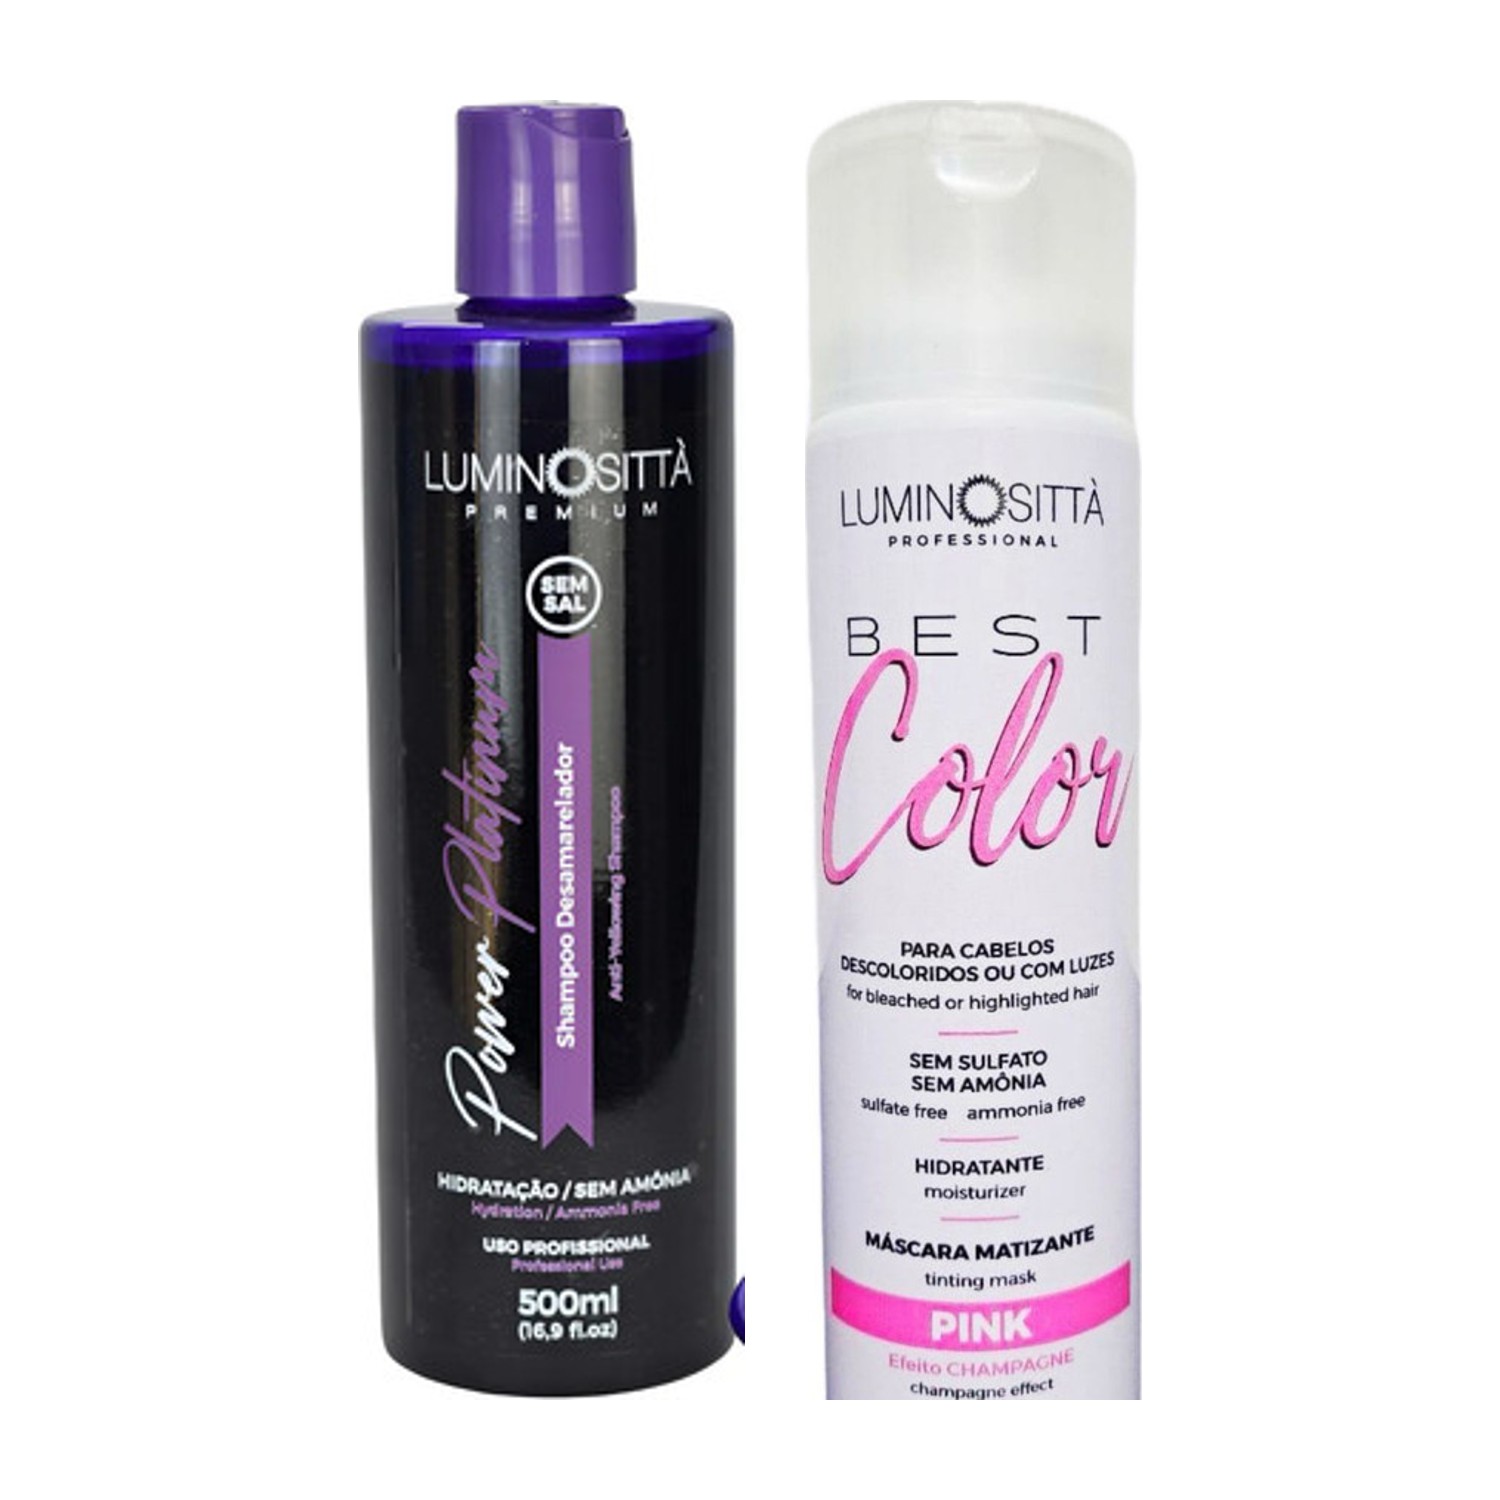 LUMINOSITTÀ
PREMIUM
SEM
SAL
Power Platinum
Shampoo Desamarelador
Anti-Yellowing Shampoo
HIDRATAÇÃO / SEM AMÔNIA
Hydration / Ammonia Free
USO PROFISSIONAL
Professional Use
500ml
(16,9 fl.oz)
LUMINOSITTÀ
PROFESSIONAL
BEST
Color
PARA CABELOS
DESCOLORIDOS OU COM LUZES
for bleached or highlighted hair
SEM SULFATO
SEM AMÔNIA
sulfate free ammonia free
HIDRATANTE
moisturizer
MÁSCARA MATIZANTE
tinting mask
PINK
Efeito CHAMPAGNE
champagne effect